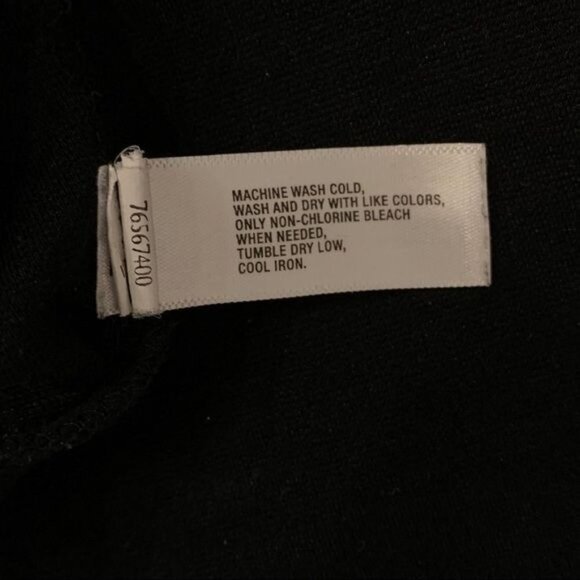 MACHINE WASH COLD,
WASH AND DRY WITH LIKE COLORS,
ONLY NON-CHLORINE BLEACH
WHEN NEEDED,
TUMBLE DRY LOW,
COOL IRON.
76S67400